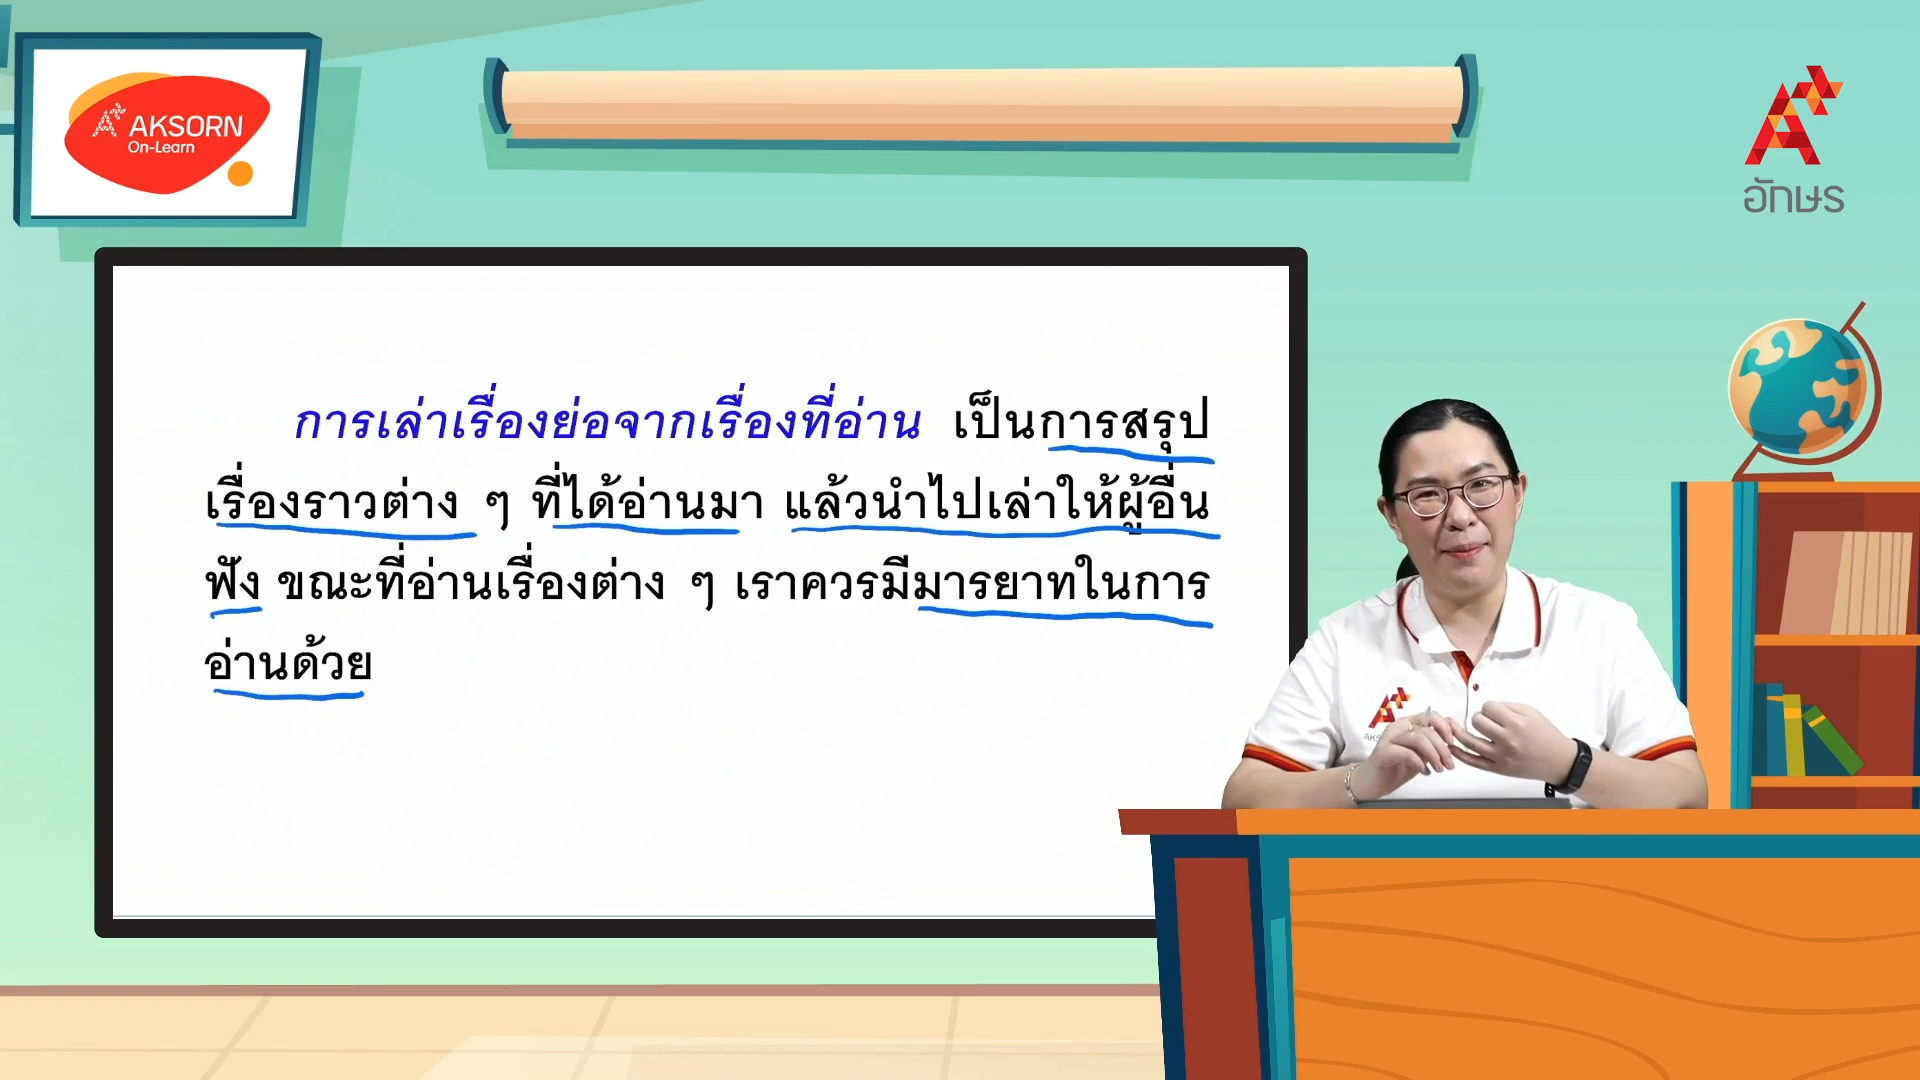 AKSORN
On-Learn
อักษร
การเล่าเรื่องย่อจากเรื่องที่อ่าน เป็นการสรุป
เรื่องราวต่าง ๆ ที่ได้อ่านมา แล้วนำไปเล่าให้ผู้อื่น
ฟัง ขณะที่อ่านเรื่องต่าง ๆ เราควรมีมารยาทในการ
อ่านด้วย